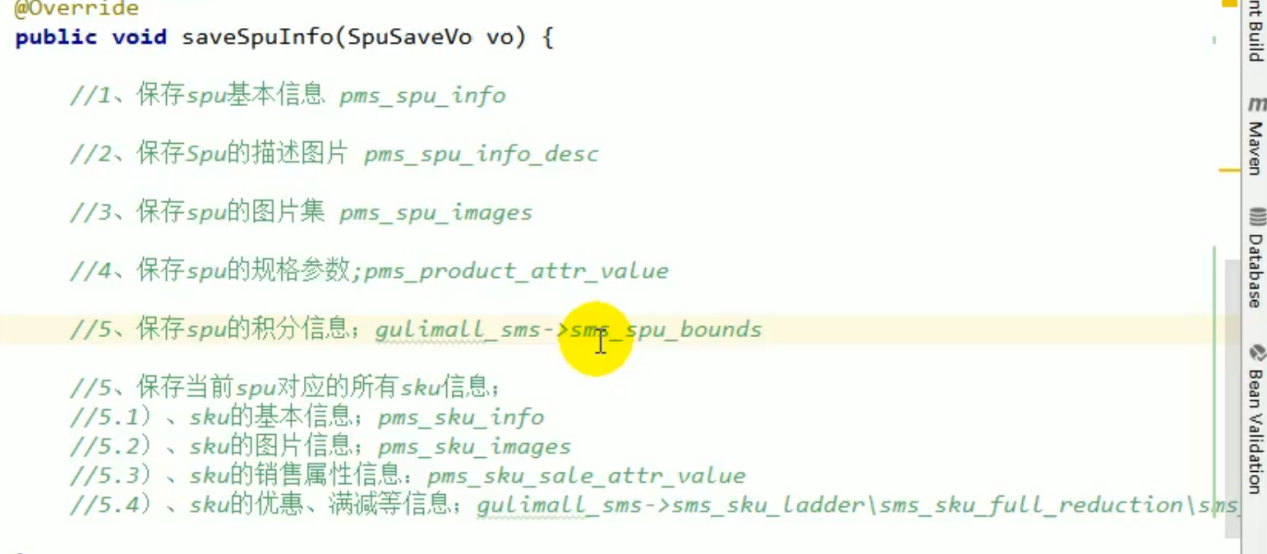 @Override
public void saveSpuInfo(SpuSaveVo vo) {
//1、保存spu基本信息 pms_spu_info
//2、保存Spu的描述图片 pms_spu_info_desc
//3、保存spu的图片集 pms_spu_images
//4、保存spu的规格参数;pms_product_attr_value
//5、保存spu的积分信息；gulimall_sms->sms_spu_bounds
//5、保存当前spu对应的所有sku信息；
//5.1）、sku的基本信息；pms_sku_info
//5.2）、sku的图片信息；pms_sku_images
//5.3）、sku的销售属性信息：pms_sku_sale_attr_value
//5.4）、sku的优惠、满减等信息；gulimall_sms->sms_sku_ladder\sms_sku_full_reduction\sms_
nt Build
Maven
Database
Bean Validation